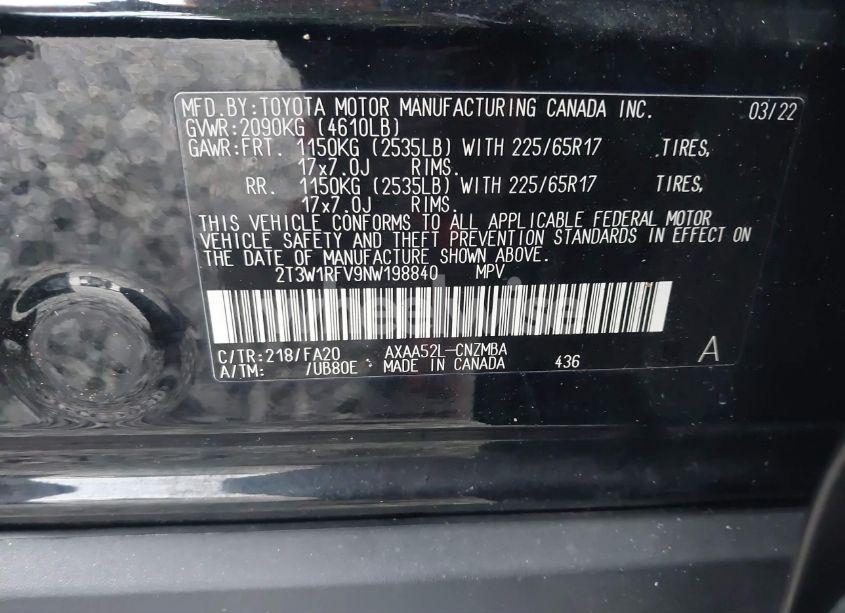 MFD.BY:TOYOTA MOTOR MANUFACTURING CANADA INC. 03/22
GVWR:2090KG (4610LB)
GAWR:FRT. 1150KG (2535LB) WITH 225/65R17 TIRES,
17x7.0J RIMS.
RR. 1150KG (2535LB) WITH 225/65R17 TIRES,
17x7.0J RIMS.
THIS VEHICLE CONFORMS TO ALL APPLICABLE FEDERAL MOTOR
VEHICLE SAFETY AND THEFT PREVENTION STANDARDS IN EFFECT ON
THE DATE OF MANUFACTURE SHOWN ABOVE.
2T3W1RFV9NW198840 MPV
C/TR:218/FA20 AXAA52L-CNZMBA
A/TM: /UB80E MADE IN CANADA 436 A